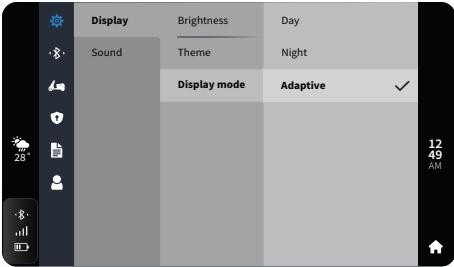 Display
Sound
Brightness
Theme
Display mode
Day
Night
Adaptive
28°
12
49
AM